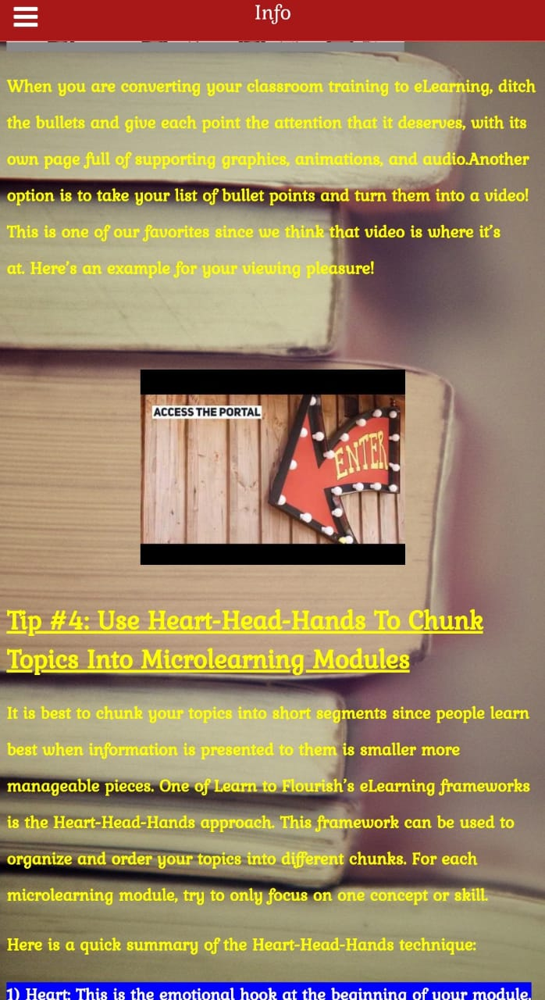 Info
When you are converting your classroom training to eLearning, ditch
the bullets and give each point the attention that it deserves, with its
own page full of supporting graphics, animations, and audio.Another
option is to take your list of bullet points and turn them into a video!
This is one of our favorites since we think that video is where it’s
at. Here’s an example for your viewing pleasure!
ACCESS THE PORTAL
ENTER
Tip #4: Use Heart-Head-Hands To Chunk
Topics Into Microlearning Modules
It is best to chunk your topics into short segments since people learn
best when information is presented to them is smaller more
manageable pieces. One of Learn to Flourish’s eLearning frameworks
is the Heart-Head-Hands approach. This framework can be used to
organize and order your topics into different chunks. For each
microlearning module, try to only focus on one concept or skill.
Here is a quick summary of the Heart-Head-Hands technique:
1) Heart: This is the emotional hook at the beginning of your module.